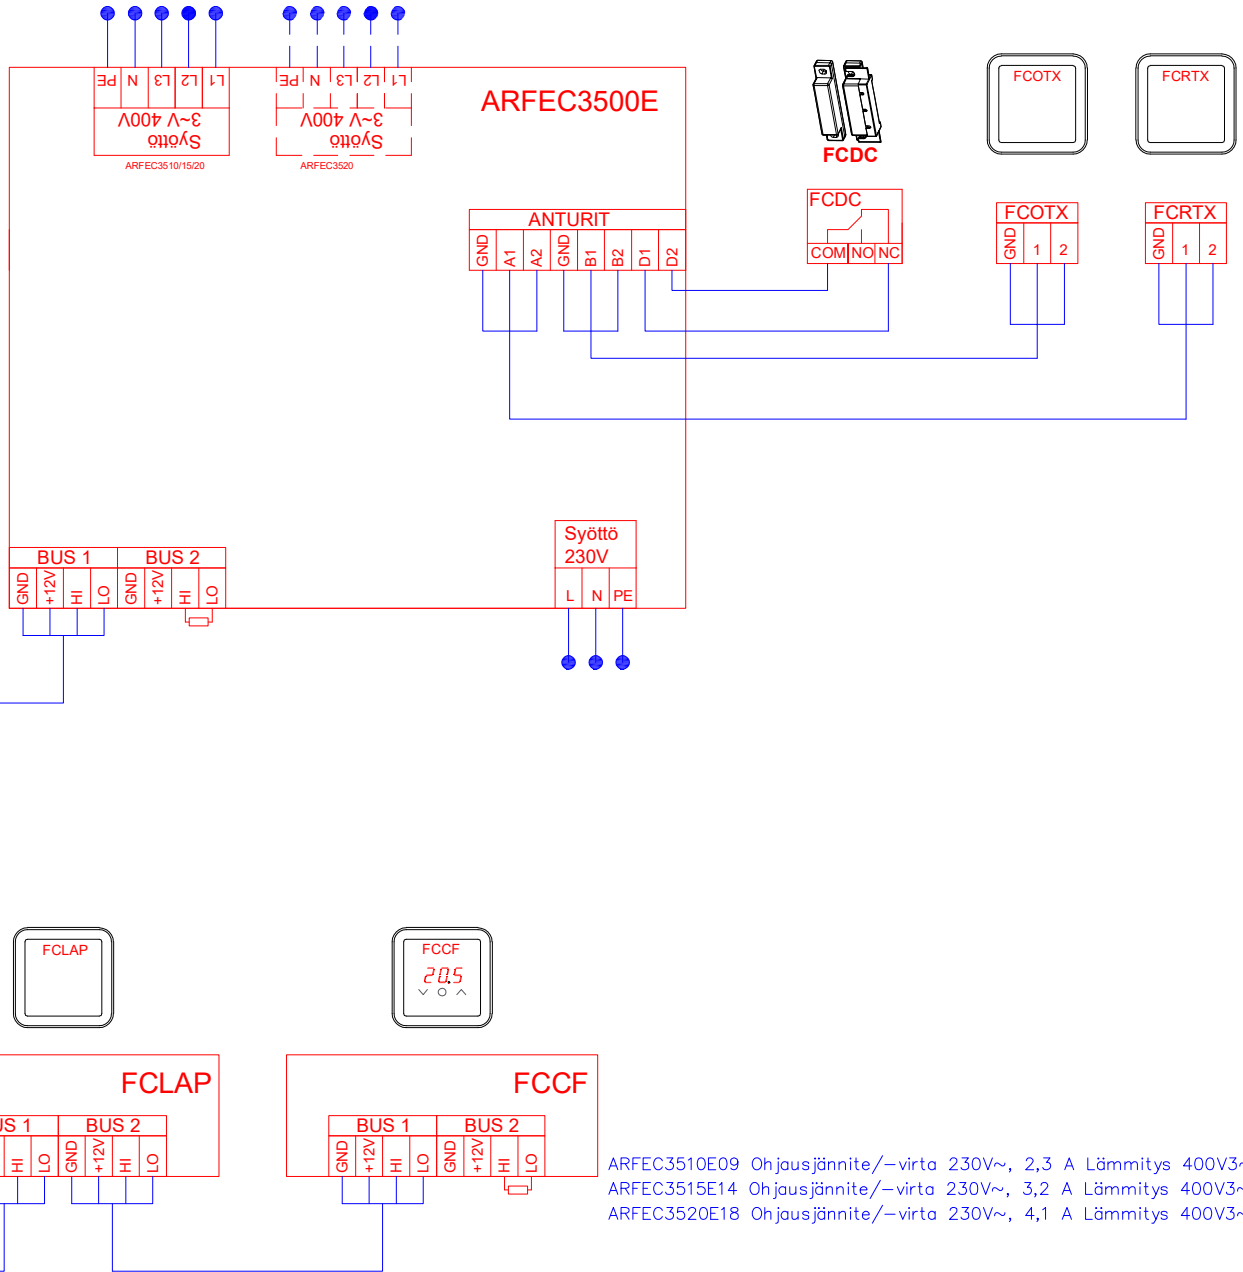 PE N L3 L2 L1
3~V 400V
Syöttö
ARFEC3510/15/20
PE N L3 L2 L1
3~V 400V
Syöttö
ARFEC3520
ARFEC3500E
ANTURIT
GND A1 A2 GND B1 B2 D1 D2
FCDC
FCDC
COM NO NC
FCOTX
FCOTX
GND 1 2
FCRTX
FCRTX
GND 1 2
BUS 1 BUS 2
GND +12V HI LO GND +12V HI LO
Syöttö
230V
L N PE
FCLAP
FCLAP
US 1 BUS 2
HI LO GND +12V HI LO
FCCF
20.5
FCCF
BUS 1 BUS 2
GND +12V HI LO GND +12V HI LO
ARFEC3510E09 Ohjausjännite/-virta 230V~, 2,3 A Lämmitys 400V3~
ARFEC3515E14 Ohjausjännite/-virta 230V~, 3,2 A Lämmitys 400V3~
ARFEC3520E18 Ohjausjännite/-virta 230V~, 4,1 A Lämmitys 400V3~